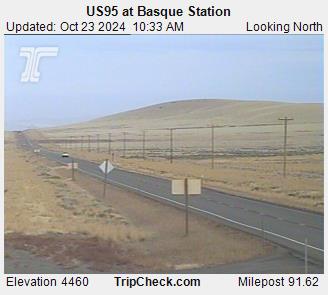 US95 at Basque Station
Updated: Oct 23 2024 10:33 AM Looking North
Elevation 4460 TripCheck.com Milepost 91.62